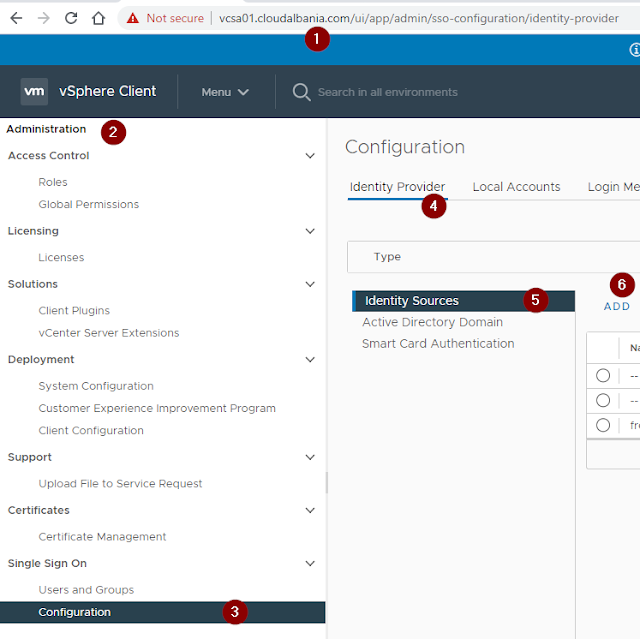 Not secure | vcsa01.cloudalbania.com/ui/app/admin/sso-configuration/identity-provider
1
vm vSphere Client Menu Search in all environments
Administration 2
Access Control
Roles
Global Permissions
Licensing
Licenses
Solutions
Client Plugins
vCenter Server Extensions
Deployment
System Configuration
Customer Experience Improvement Program
Client Configuration
Support
Upload File to Service Request
Certificates
Certificate Management
Single Sign On
Users and Groups
Configuration 3
Configuration
Identity Provider Local Accounts Login Me
4
Type
Identity Sources 5
Active Directory Domain
Smart Card Authentication
6
ADD
Na
--
--
fr